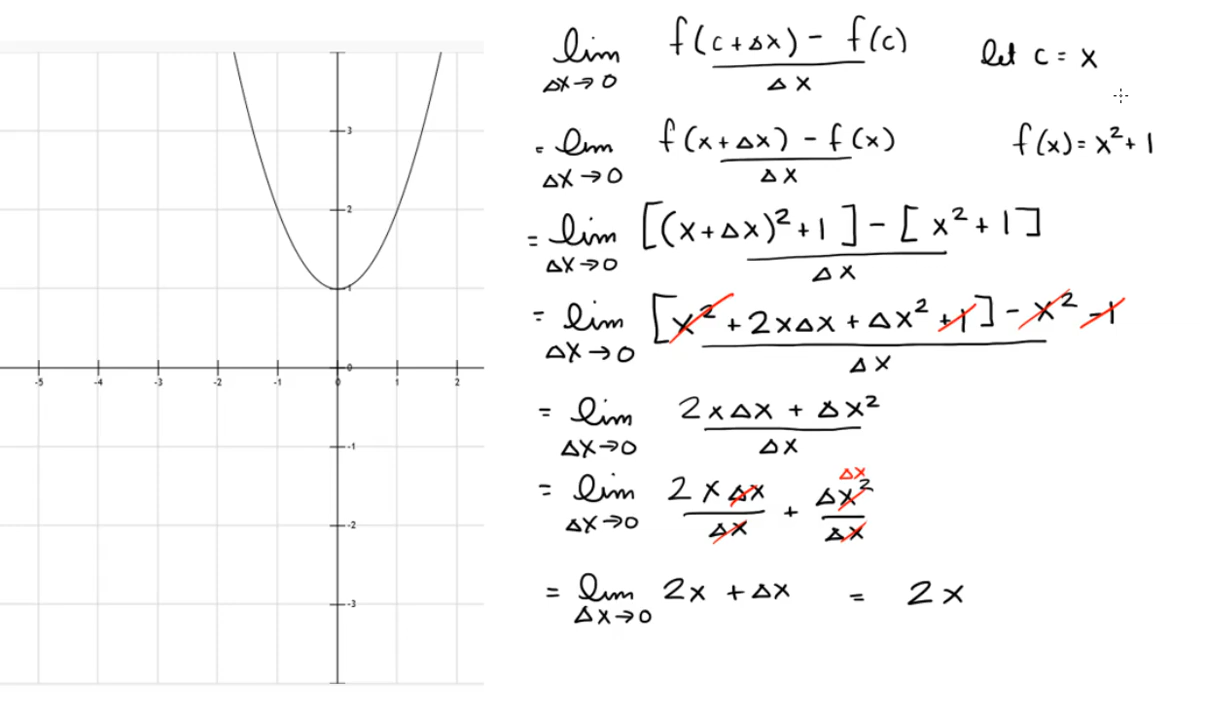 lim f(c+Δx) - f(c) let c = x
Δx→0 Δx
= lim f(x+Δx) - f(x) f(x) = x²+1
Δx→0 Δx
= lim [(x+Δx)²+1] - [x²+1]
Δx→0 Δx
= lim [x² + 2xΔx + Δx² +1] - x² -1
Δx→0 Δx
= lim 2xΔx + Δx²
Δx→0 Δx
Δx
= lim 2xΔx + Δx²
Δx→0 Δx Δx
= lim 2x + Δx = 2x
Δx→0
3
2
1
-5 -4 -3 -2 -1 0 1 2
0
-1
-2
-3